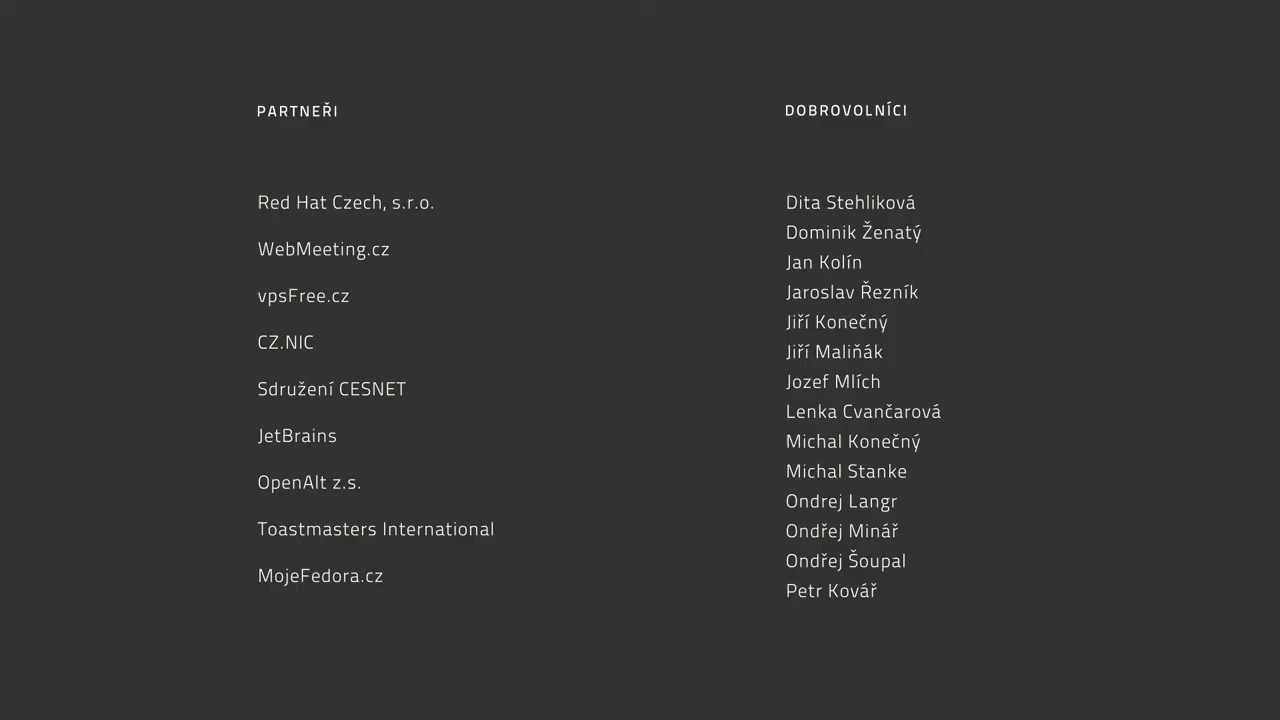 PARTNEŘI
Red Hat Czech, s.r.o.
WebMeeting.cz
vpsFree.cz
CZ.NIC
Sdružení CESNET
JetBrains
OpenAlt z.s.
Toastmasters International
MojeFedora.cz
DOBROVOLNÍCI
Dita Stehliková
Dominik Ženatý
Jan Kolín
Jaroslav Řezník
Jiří Konečný
Jiří Maliňák
Jozef Mlích
Lenka Cvančarová
Michal Konečný
Michal Stanke
Ondrej Langr
Ondřej Minář
Ondřej Šoupal
Petr Kovář